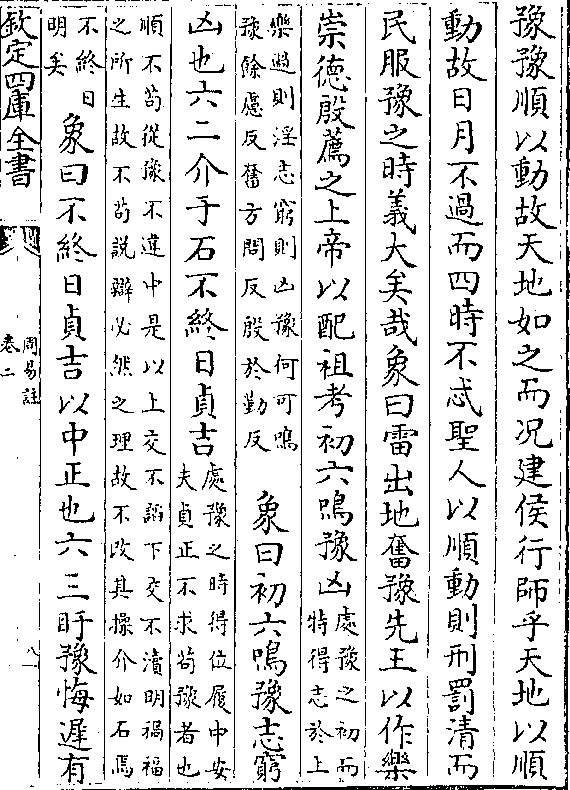 豫豫順以動故天地如之而况建侯行師乎天地以順
動故日月不過而四時不忒聖人以順動則刑罰清而
民服豫之時義大矣哉象曰雷出地奮豫先王以作樂
崇德殷薦之上帝以配祖考初六鳴豫凶處豫之初而
特得志於上
樂過則淫志窮則凶豫何可鳴
豫餘慮反奮方問反殷於勤反
象曰初六鳴豫志窮
凶也六二介于石不終日貞吉處豫之時得位履中安
夫貞正不求苟豫者也
順不苟從豫不違中是以上交不諂下交不瀆明禍福
之所生故不苟說辯必然之理故不改其操介如石焉
不終日
明矣
象曰不終日貞吉以中正也六三盱豫悔遲有
欽定四庫全書
周易註
卷二
八